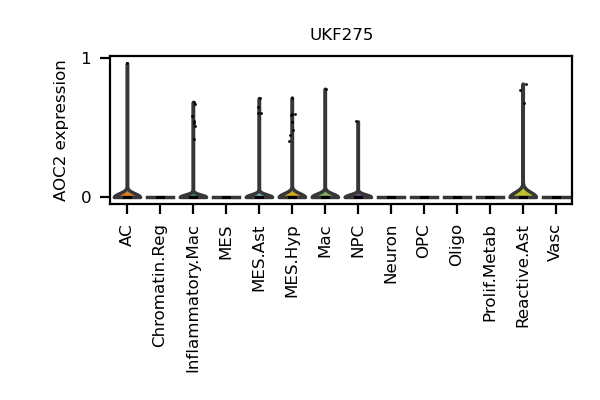 UKF275
AOC2 expression
1
0
AC
Chromatin.Reg
Inflammatory.Mac
MES
MES.Ast
MES.Hyp
Mac
NPC
Neuron
OPC
Oligo
Prolif.Metab
Reactive.Ast
Vasc